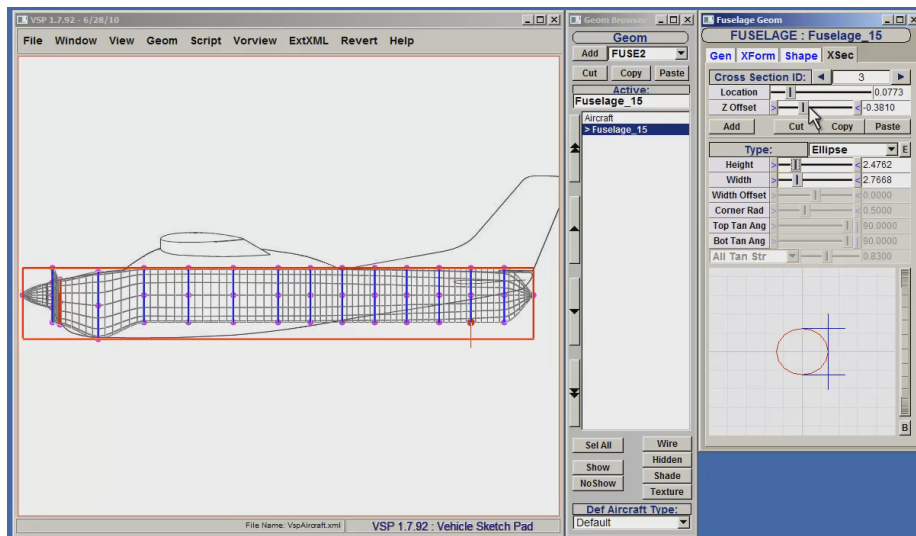 VSP 1.7.92 - 6/28/10
File Window View Geom Script Vorview ExtXML Revert Help
File Name: VspAircraft.xml
VSP 1.7.92 : Vehicle Sketch Pad
Geom Browser
Geom
Add FUSE2
Cut Copy Paste
Active:
Fuselage_15
Aircraft
> Fuselage_15
Sel All Wire
Hidden
Show Shade
NoShow Texture
Def Aircraft Type:
Default
Fuselage Geom
FUSELAGE : Fuselage_15
Gen XForm Shape XSec
Cross Section ID: 3
Location 0.0773
Z Offset > < -0.3810
Add Cut Copy Paste
Type: Ellipse E
Height > < 2.4762
Width > < 2.7668
Width Offset > < 0.0000
Corner Rad > < 0.5000
Top Tan Ang > 90.0000
Bot Tan Ang > 90.0000
All Tan Str 0.8300
B